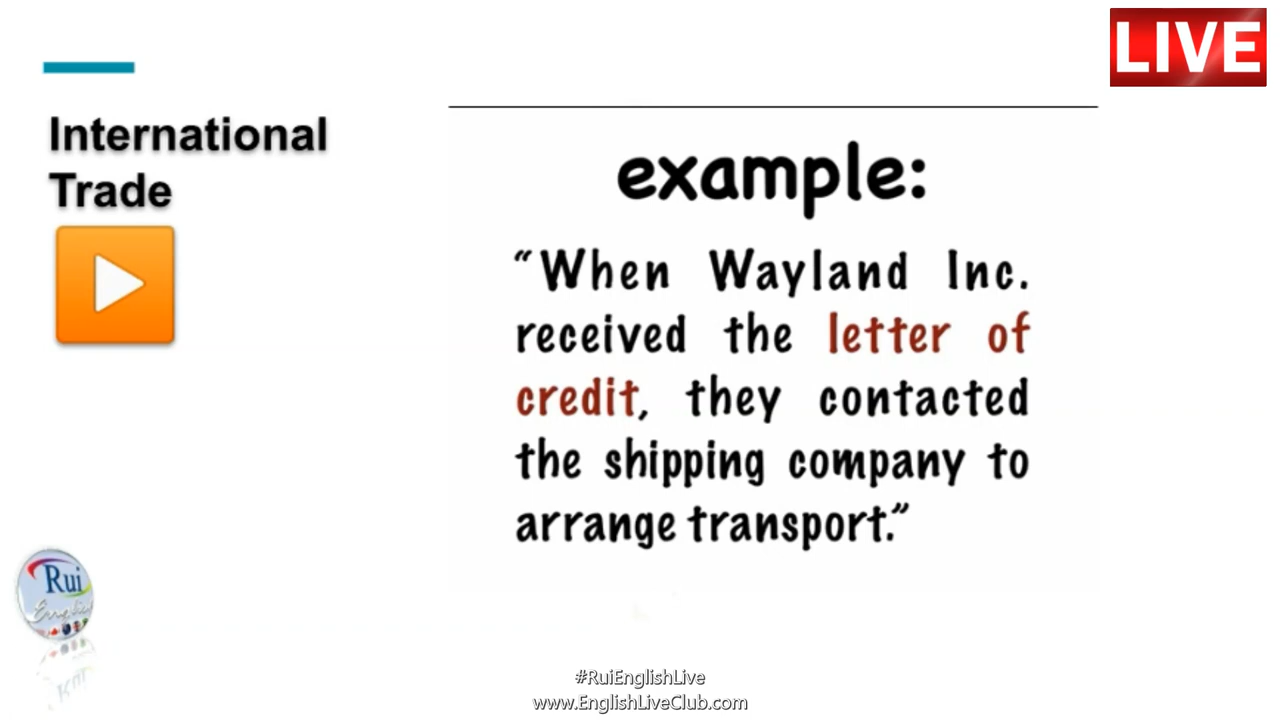 LIVE
International
Trade
example:
“When Wayland Inc.
received the letter of
credit, they contacted
the shipping company to
arrange transport.”
Rui
English
#RuiEnglishLive
www.EnglishLiveClub.com